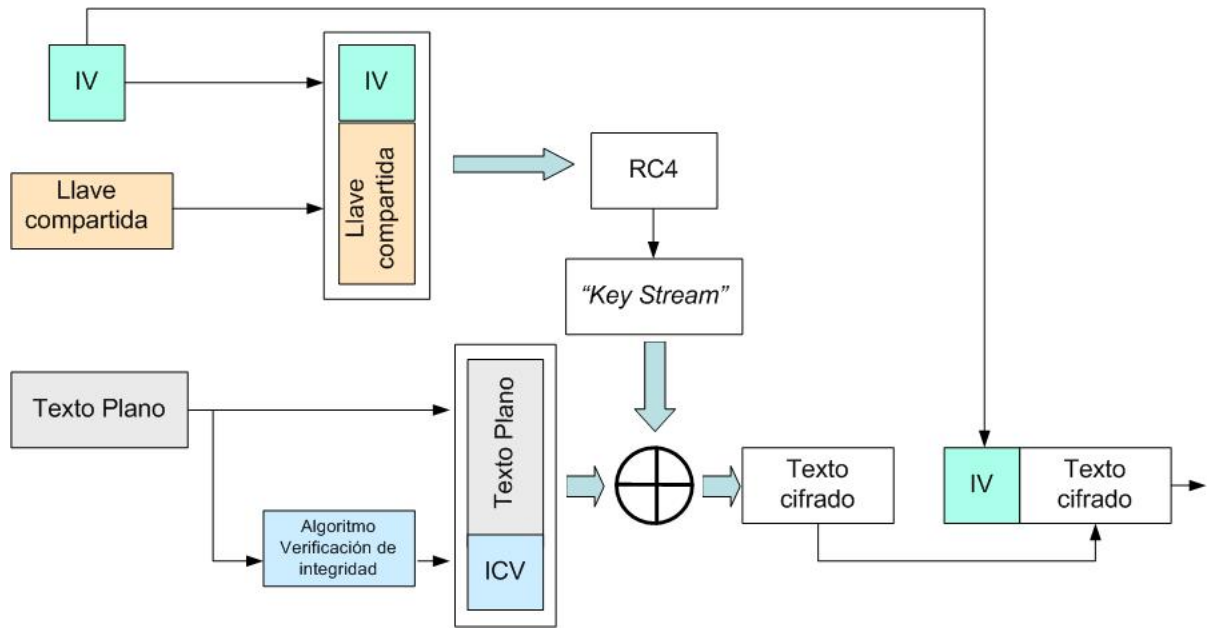 IV
IV
Llave
compartida
Llave
compartida
RC4
“Key Stream”
Texto Plano
Texto Plano
Algoritmo
Verificación de
integridad
ICV
Texto
cifrado
IV
Texto
cifrado